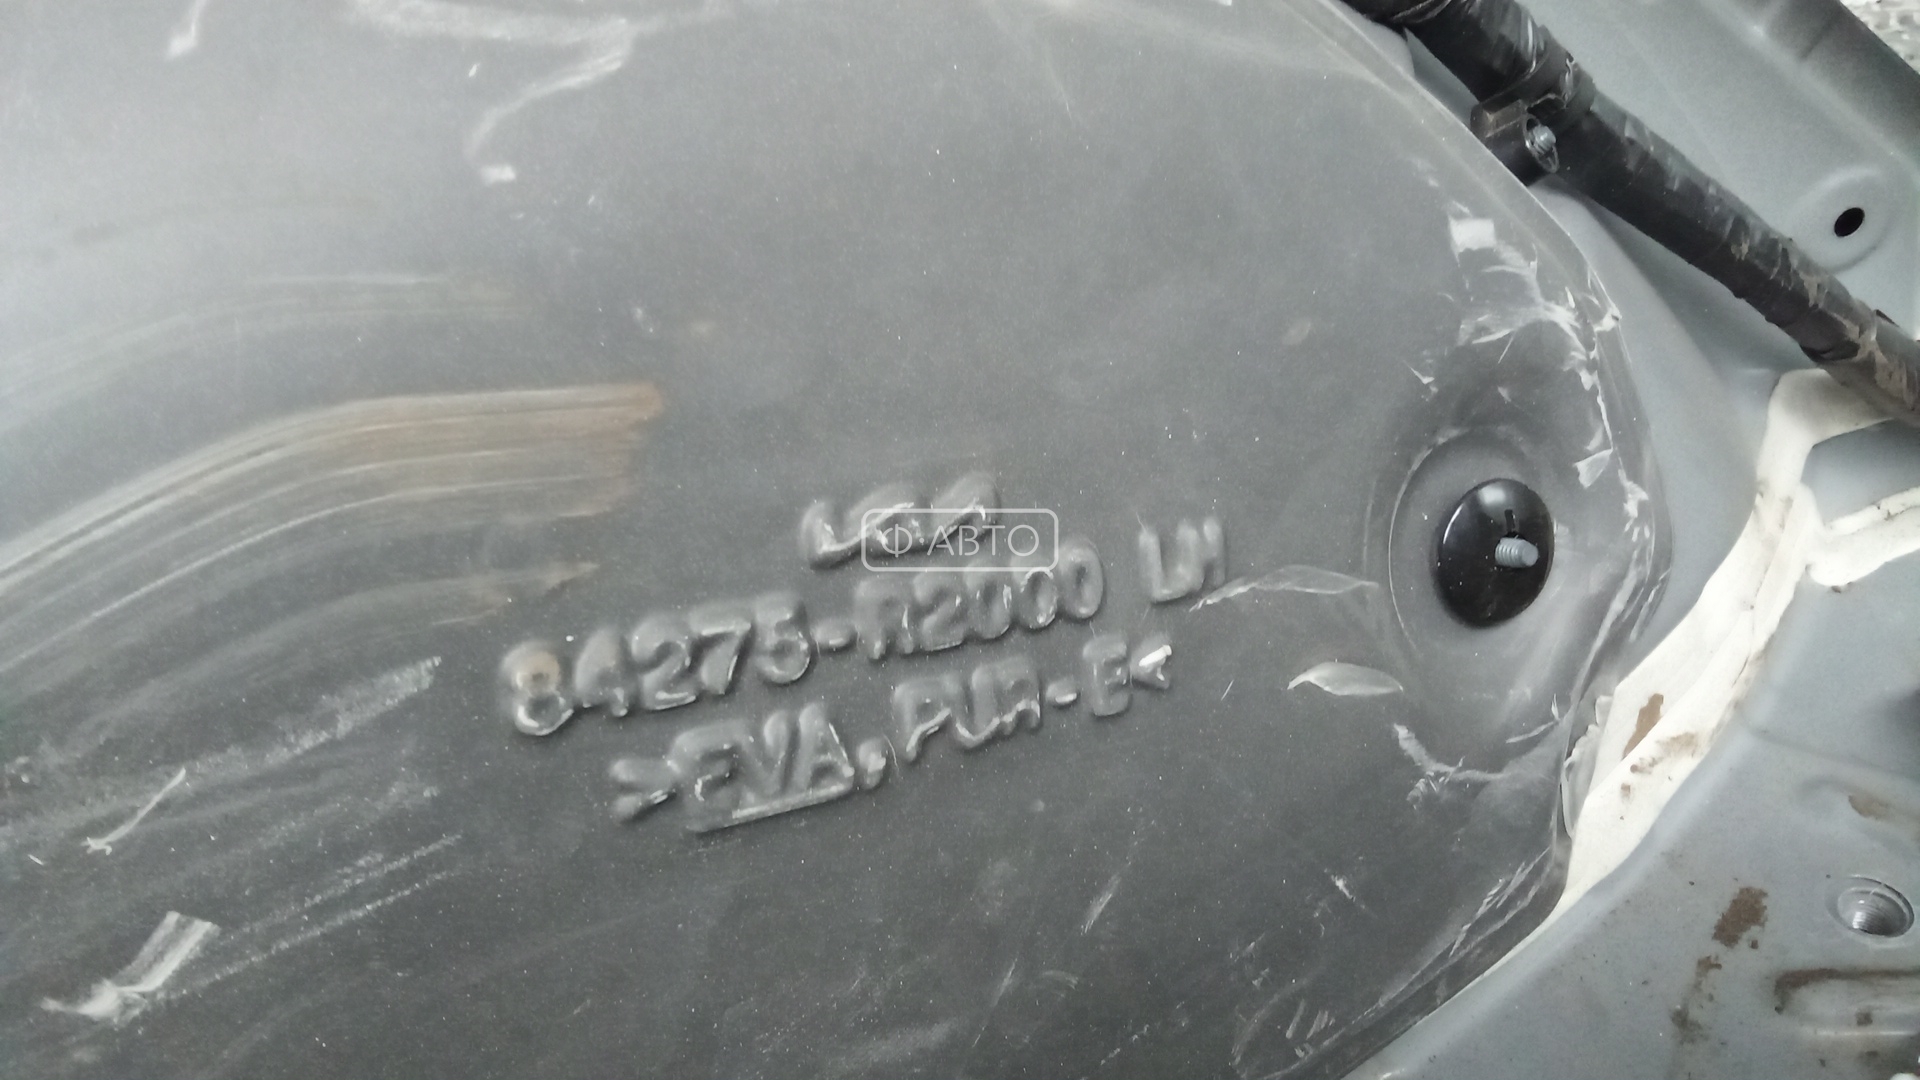 Ф АВТО
84275-R2000 LH
>EVA, PUR-E<